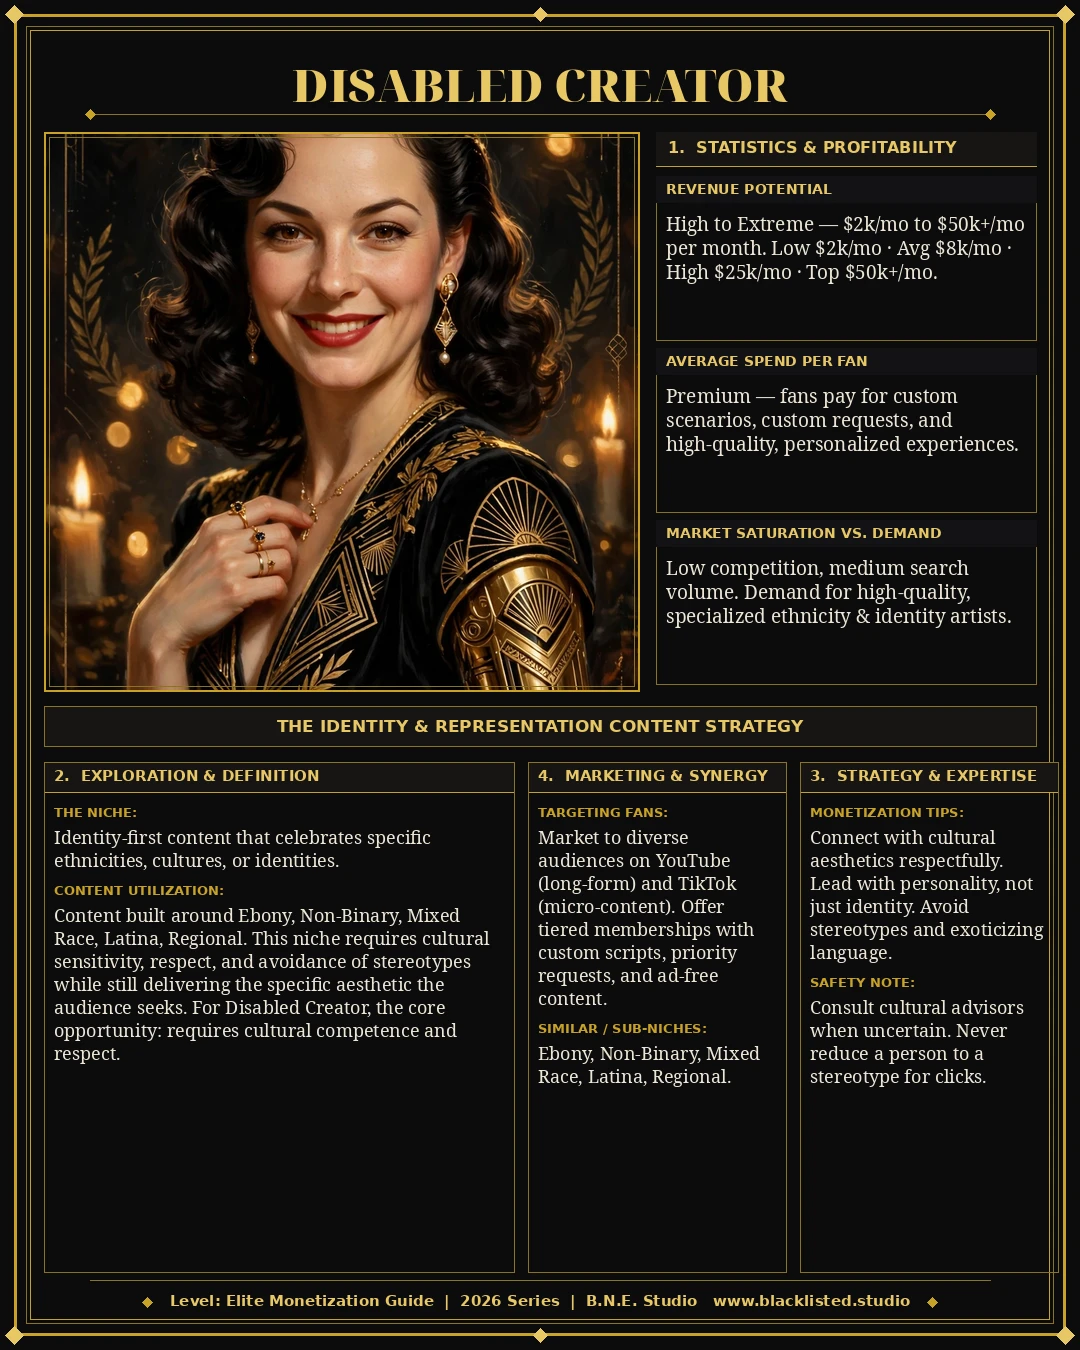 DISABLED CREATOR
1. STATISTICS & PROFITABILITY
REVENUE POTENTIAL
High to Extreme — $2k/mo to $50k+/mo
per month. Low $2k/mo · Avg $8k/mo ·
High $25k/mo · Top $50k+/mo.
AVERAGE SPEND PER FAN
Premium — fans pay for custom
scenarios, custom requests, and
high-quality, personalized experiences.
MARKET SATURATION VS. DEMAND
Low competition, medium search
volume. Demand for high-quality,
specialized ethnicity & identity artists.
THE IDENTITY & REPRESENTATION CONTENT STRATEGY
2. EXPLORATION & DEFINITION
THE NICHE:
Identity-first content that celebrates specific
ethnicities, cultures, or identities.
CONTENT UTILIZATION:
Content built around Ebony, Non-Binary, Mixed
Race, Latina, Regional. This niche requires cultural
sensitivity, respect, and avoidance of stereotypes
while still delivering the specific aesthetic the
audience seeks. For Disabled Creator, the core
opportunity: requires cultural competence and
respect.
4. MARKETING & SYNERGY
TARGETING FANS:
Market to diverse
audiences on YouTube
(long-form) and TikTok
(micro-content). Offer
tiered memberships with
custom scripts, priority
requests, and ad-free
content.
SIMILAR / SUB-NICHES:
Ebony, Non-Binary, Mixed
Race, Latina, Regional.
3. STRATEGY & EXPERTISE
MONETIZATION TIPS:
Connect with cultural
aesthetics respectfully.
Lead with personality, not
just identity. Avoid
stereotypes and exoticizing
language.
SAFETY NOTE:
Consult cultural advisors
when uncertain. Never
reduce a person to a
stereotype for clicks.
Level: Elite Monetization Guide | 2026 Series | B.N.E. Studio www.blacklisted.studio